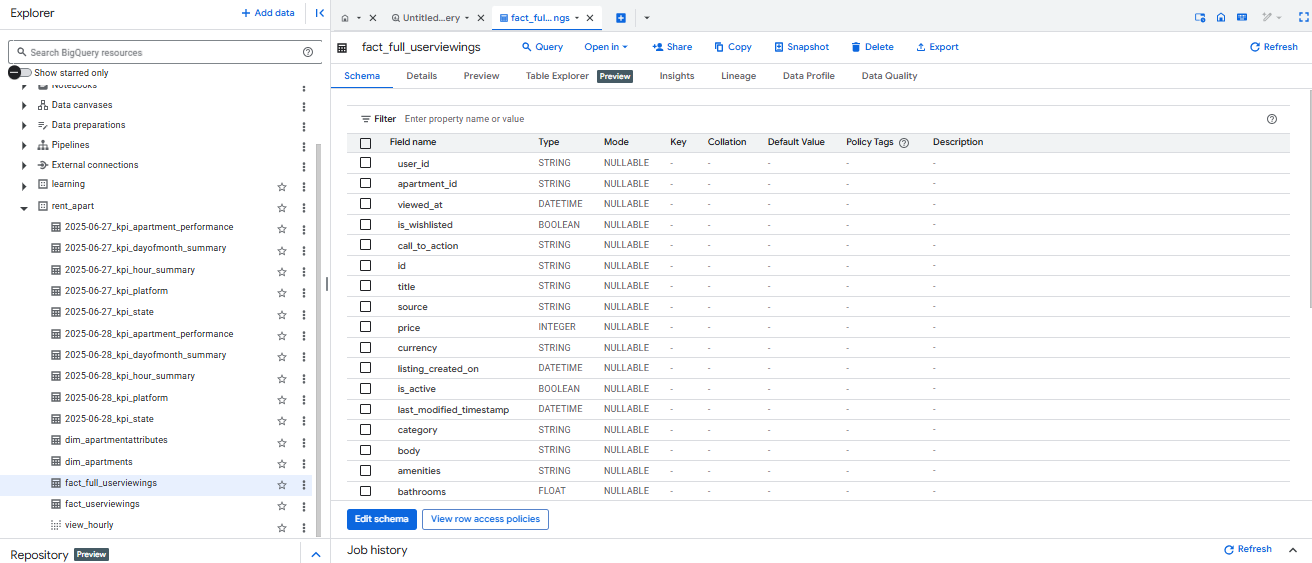 Explorer
+ Add data
Search BigQuery resources
Show starred only
Notebooks
Data canvases
Data preparations
Pipelines
External connections
learning
rent_apart
2025-06-27_kpi_apartment_performance
2025-06-27_kpi_dayofmonth_summary
2025-06-27_kpi_hour_summary
2025-06-27_kpi_platform
2025-06-27_kpi_state
2025-06-28_kpi_apartment_performance
2025-06-28_kpi_dayofmonth_summary
2025-06-28_kpi_hour_summary
2025-06-28_kpi_platform
2025-06-28_kpi_state
dim_apartmentattributes
dim_apartments
fact_full_userviewings
fact_userviewings
view_hourly
Repository Preview
Untitled...ery
fact_ful... ngs
fact_full_userviewings Query Open in Share Copy Snapshot Delete Export Refresh
Schema Details Preview Table Explorer Preview Insights Lineage Data Profile Data Quality
Filter Enter property name or value
Field name Type Mode Key Collation Default Value Policy Tags Description
user_id STRING NULLABLE - - - - -
apartment_id STRING NULLABLE - - - - -
viewed_at DATETIME NULLABLE - - - - -
is_wishlisted BOOLEAN NULLABLE - - - - -
call_to_action STRING NULLABLE - - - - -
id STRING NULLABLE - - - - -
title STRING NULLABLE - - - - -
source STRING NULLABLE - - - - -
price INTEGER NULLABLE - - - - -
currency STRING NULLABLE - - - - -
listing_created_on DATETIME NULLABLE - - - - -
is_active BOOLEAN NULLABLE - - - - -
last_modified_timestamp DATETIME NULLABLE - - - - -
category STRING NULLABLE - - - - -
body STRING NULLABLE - - - - -
amenities STRING NULLABLE - - - - -
bathrooms FLOAT NULLABLE - - - - -
Edit schema View row access policies
Job history Refresh